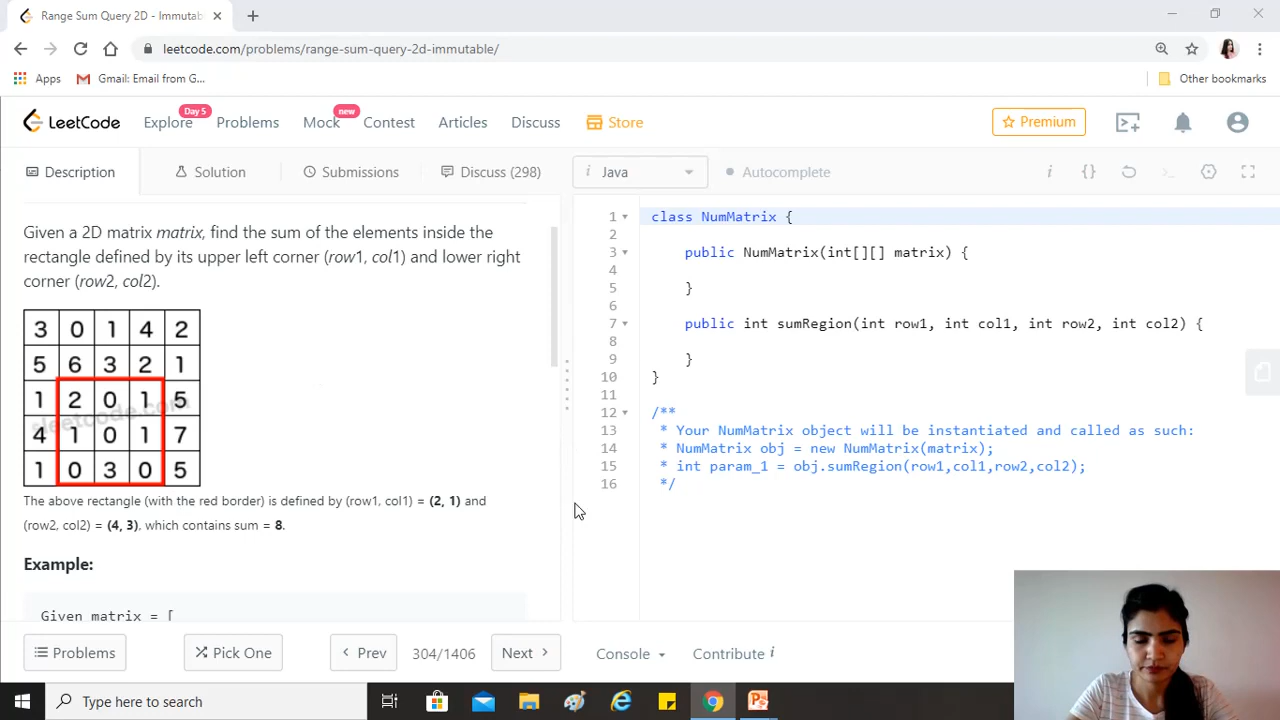 Range Sum Query 2D - Immutab
leetcode.com/problems/range-sum-query-2d-immutable/
Apps Gmail: Email from G... Other bookmarks
LeetCode Explore Day 5 Problems Mock new Contest Articles Discuss Store Premium
Description Solution Submissions Discuss (298) i Java Autocomplete i {}
Given a 2D matrix matrix, find the sum of the elements inside the
rectangle defined by its upper left corner (row1, col1) and lower right
corner (row2, col2).
3 0 1 4 2
5 6 3 2 1
1 2 0 1 5
4 1 0 1 7
1 0 3 0 5
leetcode.com
The above rectangle (with the red border) is defined by (row1, col1) = (2, 1) and
(row2, col2) = (4, 3), which contains sum = 8.
Example:
Given matrix = [
1 class NumMatrix {
2
3 public NumMatrix(int[][] matrix) {
4
5 }
6
7 public int sumRegion(int row1, int col1, int row2, int col2) {
8
9 }
10 }
11
12 /**
13 * Your NumMatrix object will be instantiated and called as such:
14 * NumMatrix obj = new NumMatrix(matrix);
15 * int param_1 = obj.sumRegion(row1,col1,row2,col2);
16 */
Problems Pick One Prev 304/1406 Next Console Contribute i
Type here to search